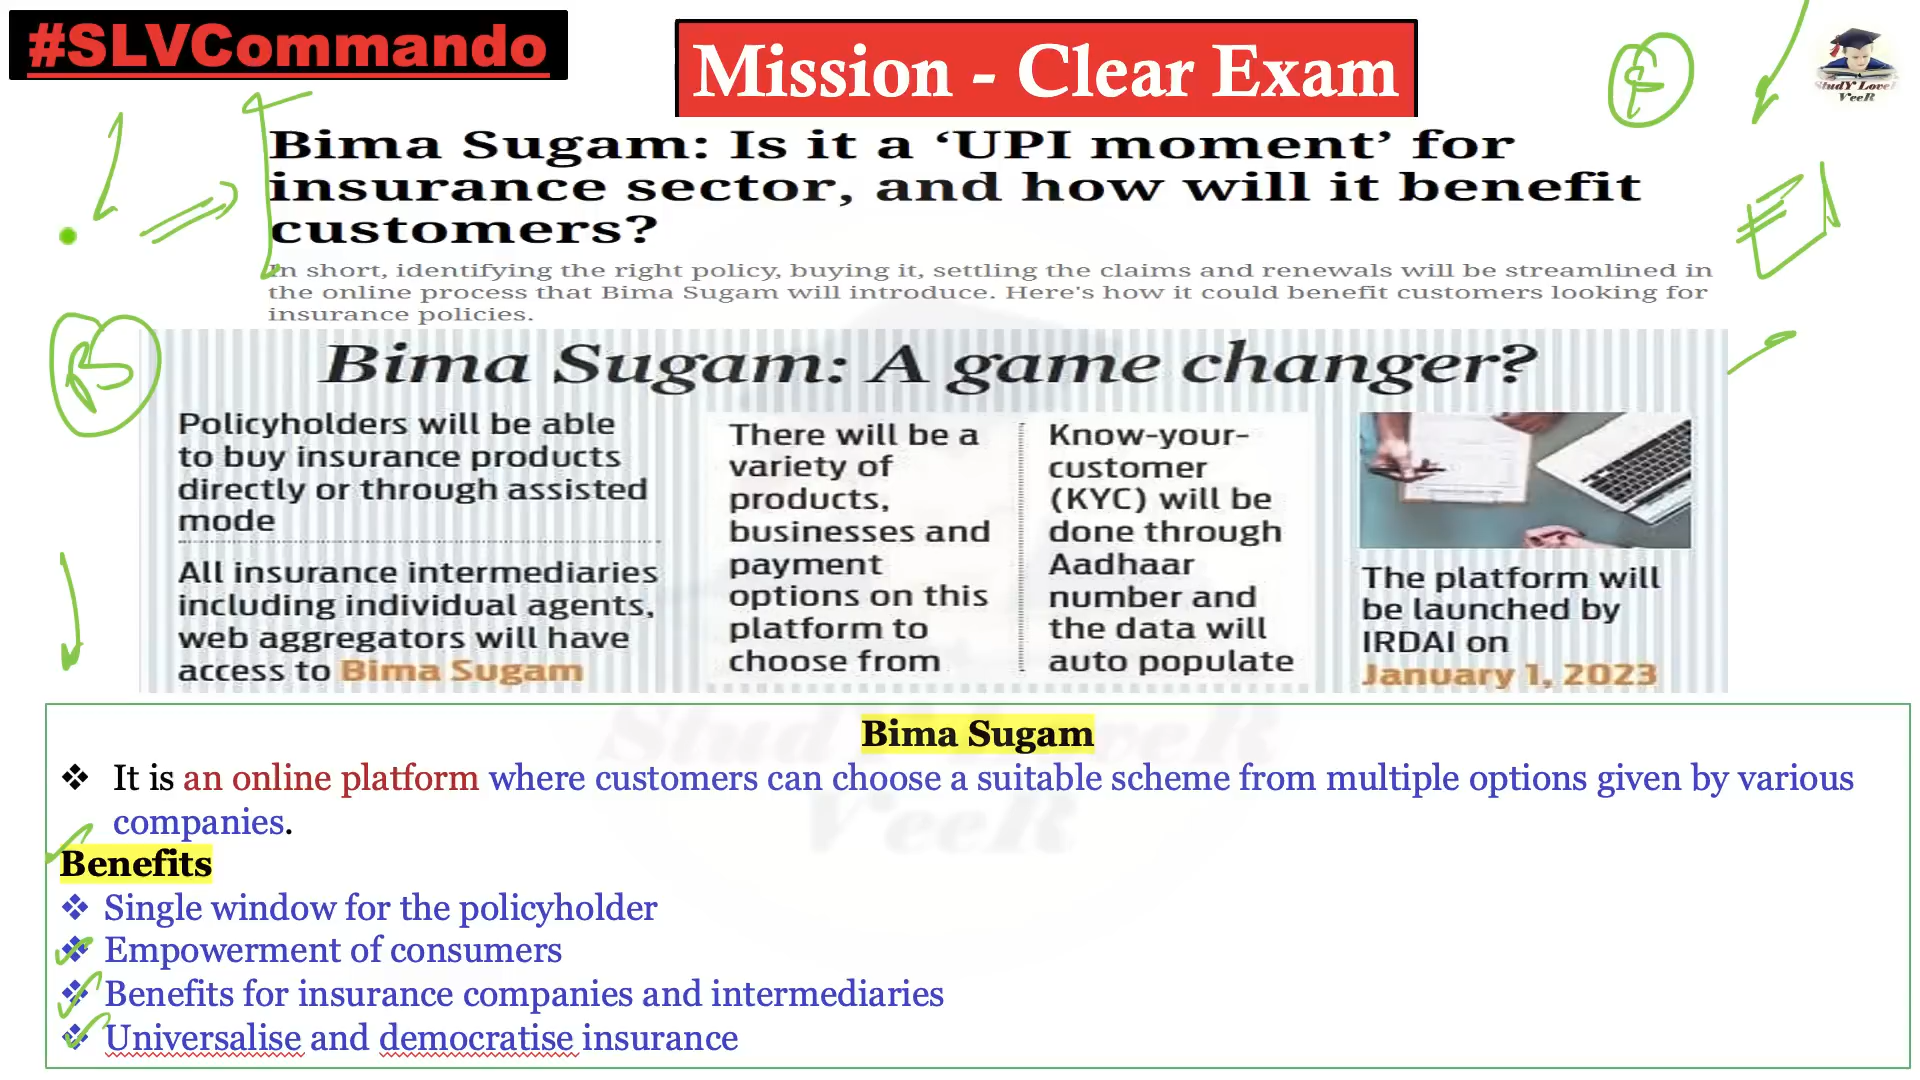 #SLVCommando
Mission - Clear Exam
StudY LoveR
VeeR
Bima Sugam: Is it a ‘UPI moment’ for
insurance sector, and how will it benefit
customers?
In short, identifying the right policy, buying it, settling the claims and renewals will be streamlined in
the online process that Bima Sugam will introduce. Here's how it could benefit customers looking for
insurance policies.
Bima Sugam: A game changer?
Policyholders will be able
to buy insurance products
directly or through assisted
mode
All insurance intermediaries
including individual agents,
web aggregators will have
access to Bima Sugam
There will be a
variety of
products,
businesses and
payment
options on this
platform to
choose from
Know-your-
customer
(KYC) will be
done through
Aadhaar
number and
the data will
auto populate
The platform will
be launched by
IRDAI on
January 1, 2023
StudY LoveR
VeeR
Bima Sugam
❖ It is an online platform where customers can choose a suitable scheme from multiple options given by various
companies.
Benefits
❖ Single window for the policyholder
❖ Empowerment of consumers
❖ Benefits for insurance companies and intermediaries
❖ Universalise and democratise insurance